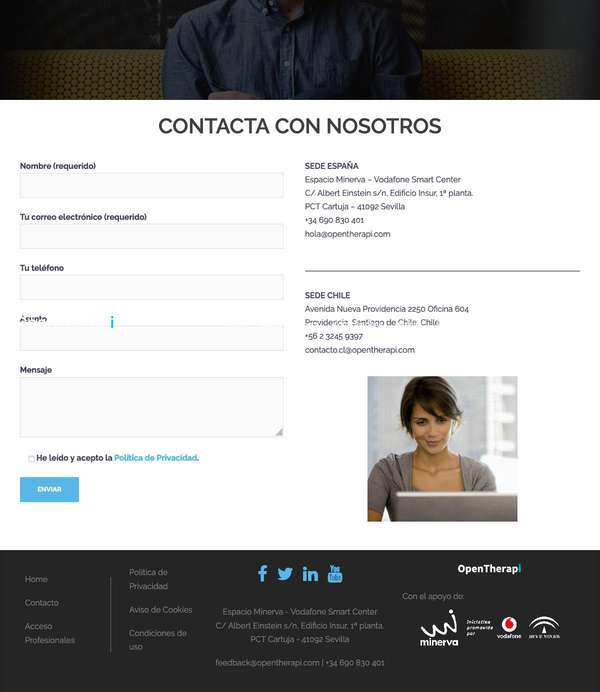 CONTACTA CON NOSOTROS
Nombre (requerido)
Tu correo electrónico (requerido)
Tu teléfono
Asunto
Mensaje
He leído y acepto la Política de Privacidad.
ENVIAR
SEDE ESPAÑA
Espacio Minerva – Vodafone Smart Center
C/ Albert Einstein s/n, Edificio Insur, 1ª planta.
PCT Cartuja – 41092 Sevilla
+34 690 830 401
hola@opentherapi.com
SEDE CHILE
Avenida Nueva Providencia 2250 Oficina 604
Providencia, Santiago de Chile, Chile
+56 2 3245 9397
contacto.cl@opentherapi.com
Home
Contacto
Acceso
Profesionales
Política de
Privacidad
Aviso de Cookies
Condiciones de
uso
You
Tube
Espacio Minerva - Vodafone Smart Center
C/ Albert Einstein s/n, Edificio Insur, 1ª planta.
PCT Cartuja - 41092 Sevilla
feedback@opentherapi.com | +34 690 830 401
OpenTherapi
Con el apoyo de:
minerva
Iniciativa
promovida
por
vodafone